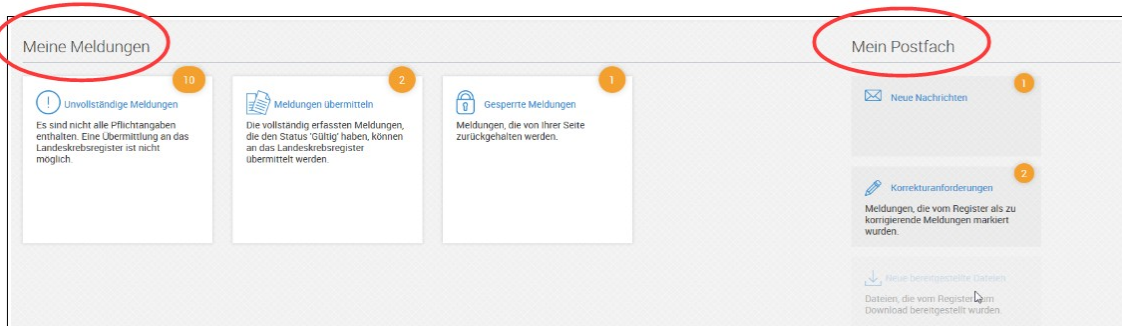 Meine Meldungen
10
Unvollständige Meldungen
Es sind nicht alle Pflichtangaben
enthalten. Eine Übermittlung an das
Landeskrebsregister ist nicht
möglich.
2
Meldungen übermitteln
Die vollständig erfassten Meldungen,
die den Status 'Gültig' haben, können
an das Landeskrebsregister
übermittelt werden.
1
Gesperrte Meldungen
Meldungen, die von Ihrer Seite
zurückgehalten werden.
Mein Postfach
1
Neue Nachrichten
2
Korrekturanforderungen
Meldungen, die vom Register als zu
korrigierende Meldungen markiert
wurden.
Neue bereitgestellte Dateien
Dateien, die vom Register zum
Download bereitgestellt wurden.